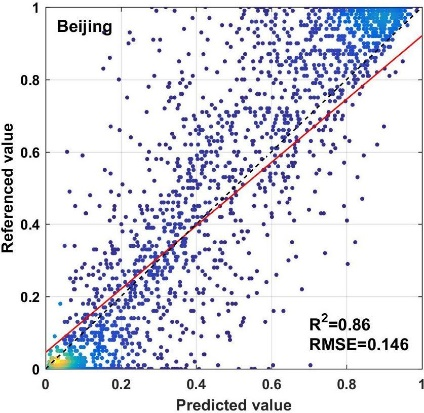 Beijing
Referenced value
1
0.8
0.6
0.4
0.2
0
R²=0.86
RMSE=0.146
0 0.2 0.4 0.6 0.8 1
Predicted value